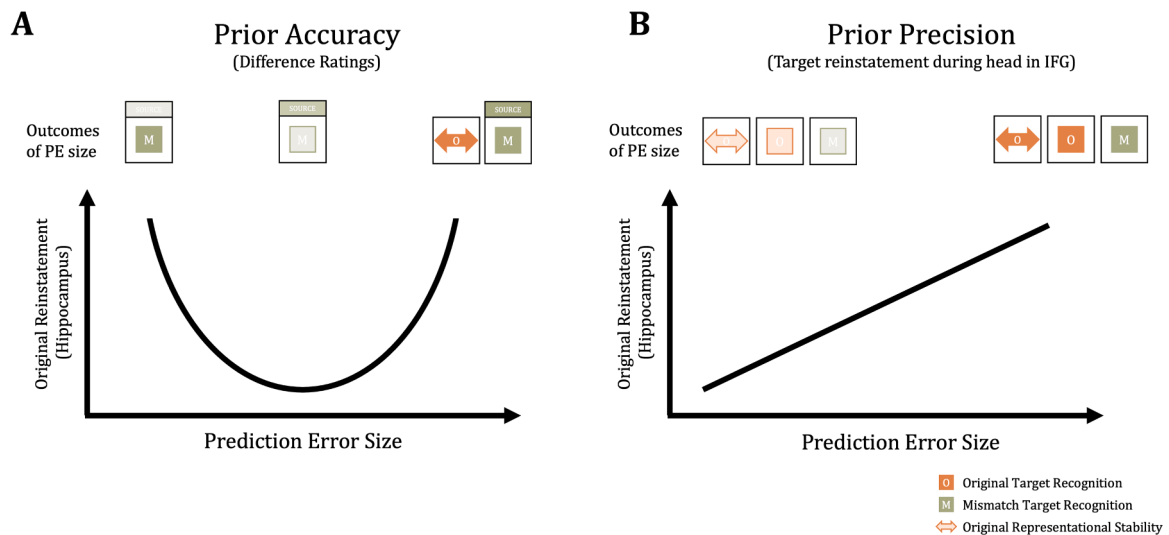 A
Prior Accuracy
(Difference Ratings)
SOURCE
SOURCE
SOURCE
Outcomes
of PE size
M
M
O
M
Original Reinstatement
(Hippocampus)
Prediction Error Size
B
Prior Precision
(Target reinstatement during head in IFG)
Outcomes
of PE size
O
O
M
O
O
M
Original Reinstatement
(Hippocampus)
Prediction Error Size
O Original Target Recognition
M Mismatch Target Recognition
Original Representational Stability